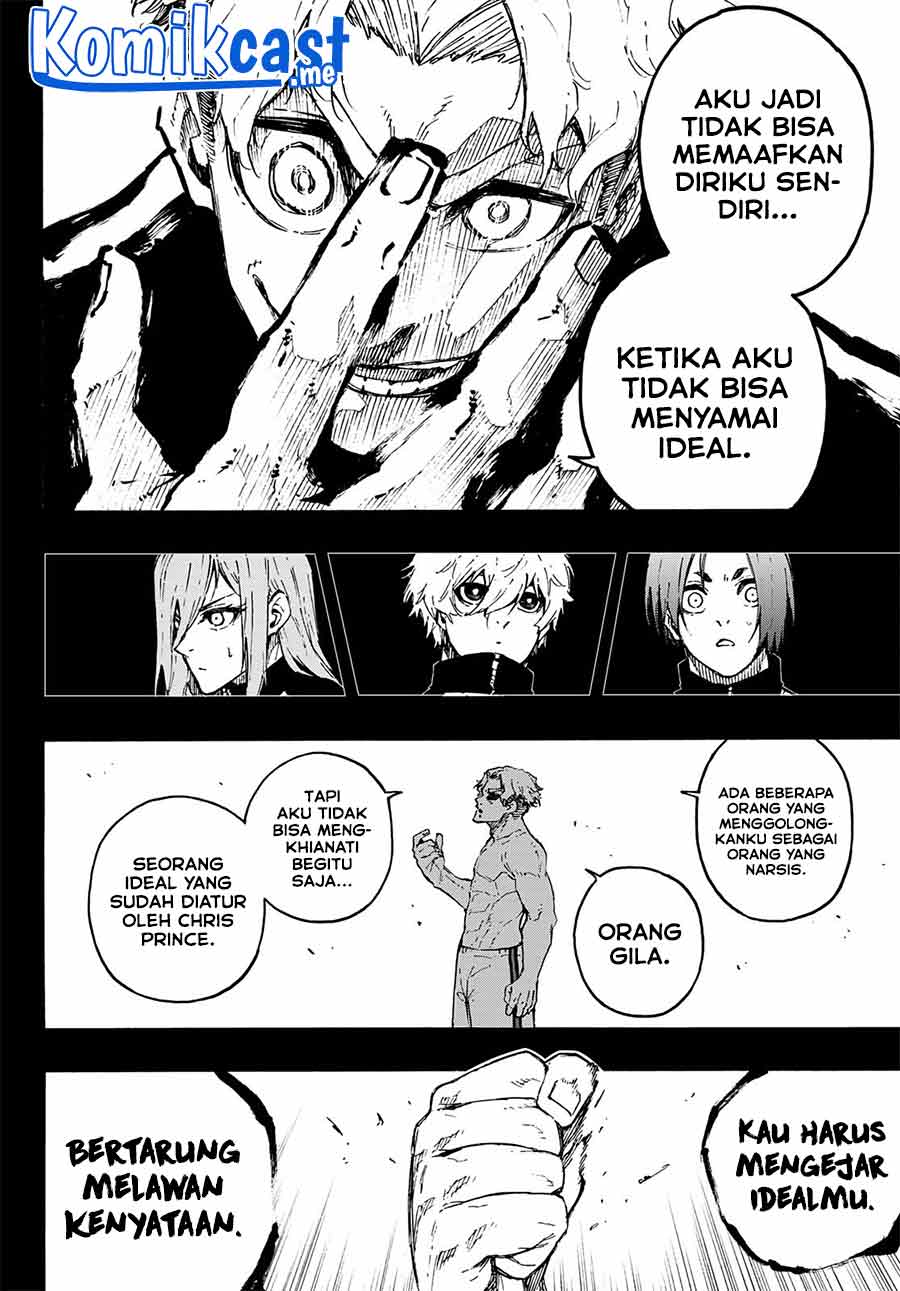 Komikcast
.me
AKU JADI
TIDAK BISA
MEMAAFKAN
DIRIKU SEN-
DIRI...
KETIKA AKU
TIDAK BISA
MENYAMAI
IDEAL.
ADA BEBERAPA
ORANG YANG
MENGGOLONG-
KANKU SEBAGAI
ORANG YANG
NARSIS.
ORANG
GILA.
TAPI
AKU TIDAK
BISA MENG-
KHIANATI
BEGITU
SAJA...
SEORANG
IDEAL YANG
SUDAH DIATUR
OLEH CHRIS
PRINCE.
KAU HARUS
MENGEJAR
IDEALMU.
BERTARUNG
MELAWAN
KENYATAAN.